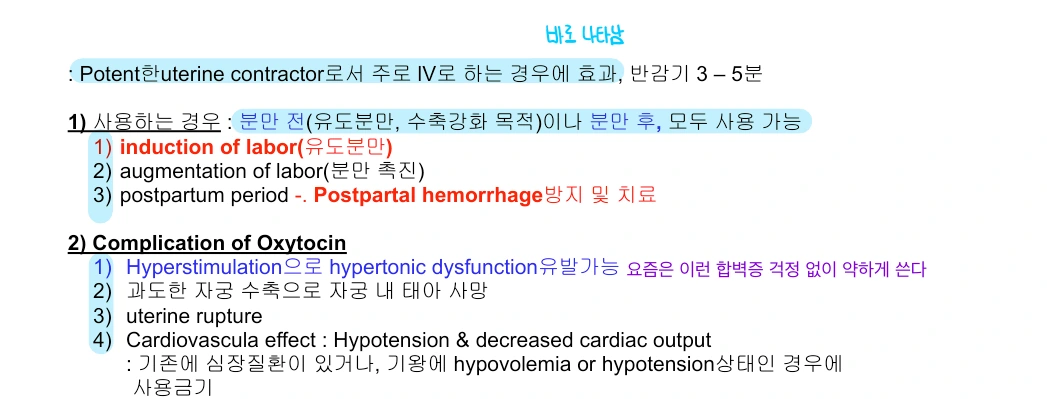 바로 나타남
: Potent한uterine contractor로서 주로 IV로 하는 경우에 효과, 반감기 3 – 5분
1) 사용하는 경우 : 분만 전(유도분만, 수축강화 목적)이나 분만 후, 모두 사용 가능
1) induction of labor(유도분만)
2) augmentation of labor(분만 촉진)
3) postpartum period -. Postpartal hemorrhage방지 및 치료
2) Complication of Oxytocin
1) Hyperstimulation으로 hypertonic dysfunction유발가능 요즘은 이런 합벽증 걱정 없이 약하게 쓴다
2) 과도한 자궁 수축으로 자궁 내 태아 사망
3) uterine rupture
4) Cardiovascula effect : Hypotension & decreased cardiac output
: 기존에 심장질환이 있거나, 기왕에 hypovolemia or hypotension상태인 경우에
사용금기